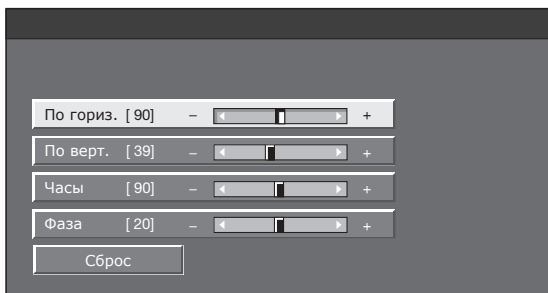 По гориз. [ 90] – +
По верт. [ 39] – +
Часы [ 90] – +
Фаза [ 20] – +
Сброс